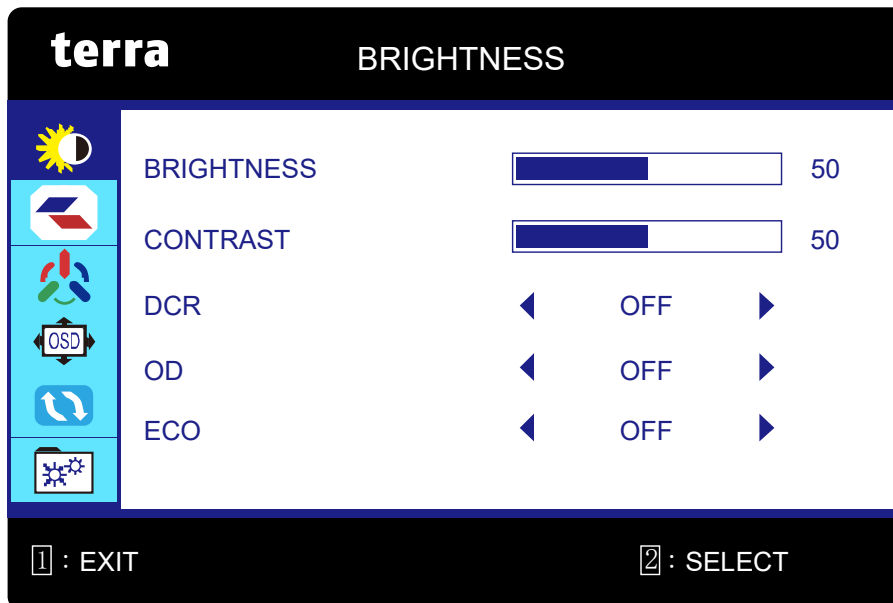 terra BRIGHTNESS
BRIGHTNESS 50
CONTRAST 50
DCR OFF
OSD
OD OFF
ECO OFF
1 : EXIT 2 : SELECT